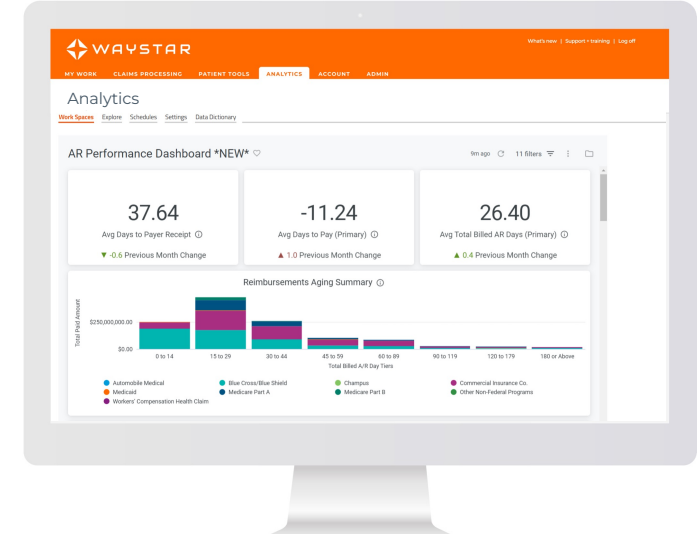 WAYSTAR
What's new | Support + training | Log off
MY WORK CLAIMS PROCESSING PATIENT TOOLS ANALYTICS ACCOUNT ADMIN
Analytics
Work Spaces Explore Schedules Settings Data Dictionary
AR Performance Dashboard *NEW*
9m ago 11 filters
37.64
Avg Days to Payer Receipt
▼ -0.6 Previous Month Change
-11.24
Avg Days to Pay (Primary)
▲ 1.0 Previous Month Change
26.40
Avg Total Billed AR Days (Primary)
▲ 0.4 Previous Month Change
Reimbursements Aging Summary
Total Paid Amount
$250,000,000.00
$0.00
0 to 14 15 to 29 30 to 44 45 to 59 60 to 89 90 to 119 120 to 179 180 or Above
Total Billed A/R Day Tiers
Automobile Medical Blue Cross/Blue Shield Champus Commercial Insurance Co.
Medicaid Medicare Part A Medicare Part B Other Non-Federal Programs
Workers' Compensation Health Claim